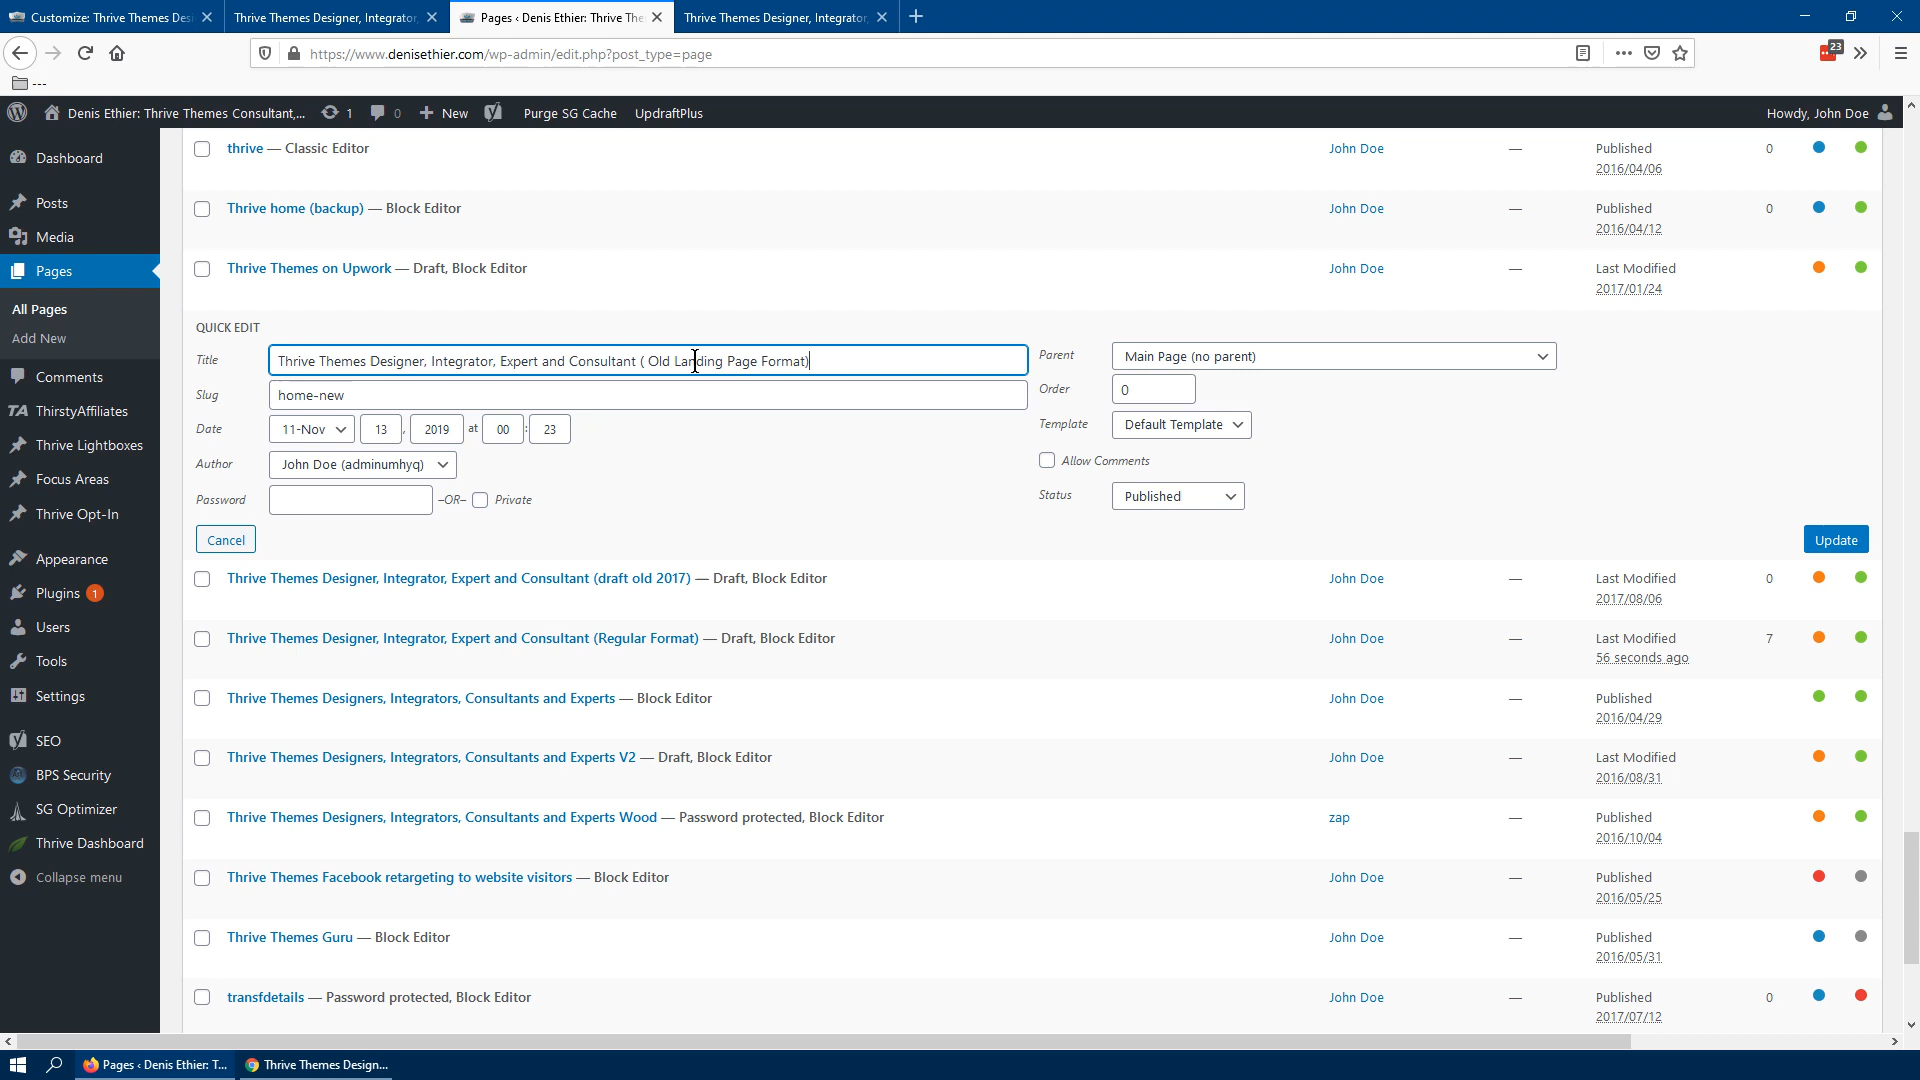 Customize: Thrive Themes Des
Thrive Themes Designer, Integrator,
Pages ‹ Denis Ethier: Thrive The
Thrive Themes Designer, Integrator,
https://www.denisethier.com/wp-admin/edit.php?post_type=page
23
---
Denis Ethier: Thrive Themes Consultant,...
1
0
New
Purge SG Cache
UpdraftPlus
Howdy, John Doe
Dashboard
Posts
Media
Pages
All Pages
Add New
Comments
ThirstyAffiliates
Thrive Lightboxes
Focus Areas
Thrive Opt-In
Appearance
Plugins 1
Users
Tools
Settings
SEO
BPS Security
SG Optimizer
Thrive Dashboard
Collapse menu
thrive — Classic Editor John Doe — Published 0
2016/04/06
Thrive home (backup) — Block Editor John Doe — Published 0
2016/04/12
Thrive Themes on Upwork — Draft, Block Editor John Doe — Last Modified
2017/01/24
QUICK EDIT
Title Thrive Themes Designer, Integrator, Expert and Consultant ( Old Landing Page Format)
Slug home-new
Date 11-Nov 13 , 2019 at 00 : 23
Author John Doe (adminumhyq)
Password –OR– Private
Parent Main Page (no parent)
Order 0
Template Default Template
Allow Comments
Status Published
Cancel
Update
Thrive Themes Designer, Integrator, Expert and Consultant (draft old 2017) — Draft, Block Editor John Doe — Last Modified 0
2017/08/06
Thrive Themes Designer, Integrator, Expert and Consultant (Regular Format) — Draft, Block Editor John Doe — Last Modified 7
56 seconds ago
Thrive Themes Designers, Integrators, Consultants and Experts — Block Editor John Doe — Published
2016/04/29
Thrive Themes Designers, Integrators, Consultants and Experts V2 — Draft, Block Editor John Doe — Last Modified
2016/08/31
Thrive Themes Designers, Integrators, Consultants and Experts Wood — Password protected, Block Editor zap — Published
2016/10/04
Thrive Themes Facebook retargeting to website visitors — Block Editor John Doe — Published
2016/05/25
Thrive Themes Guru — Block Editor John Doe — Published
2016/05/31
transfdetails — Password protected, Block Editor John Doe — Published 0
2017/07/12
Pages ‹ Denis Ethier: T...
Thrive Themes Design...